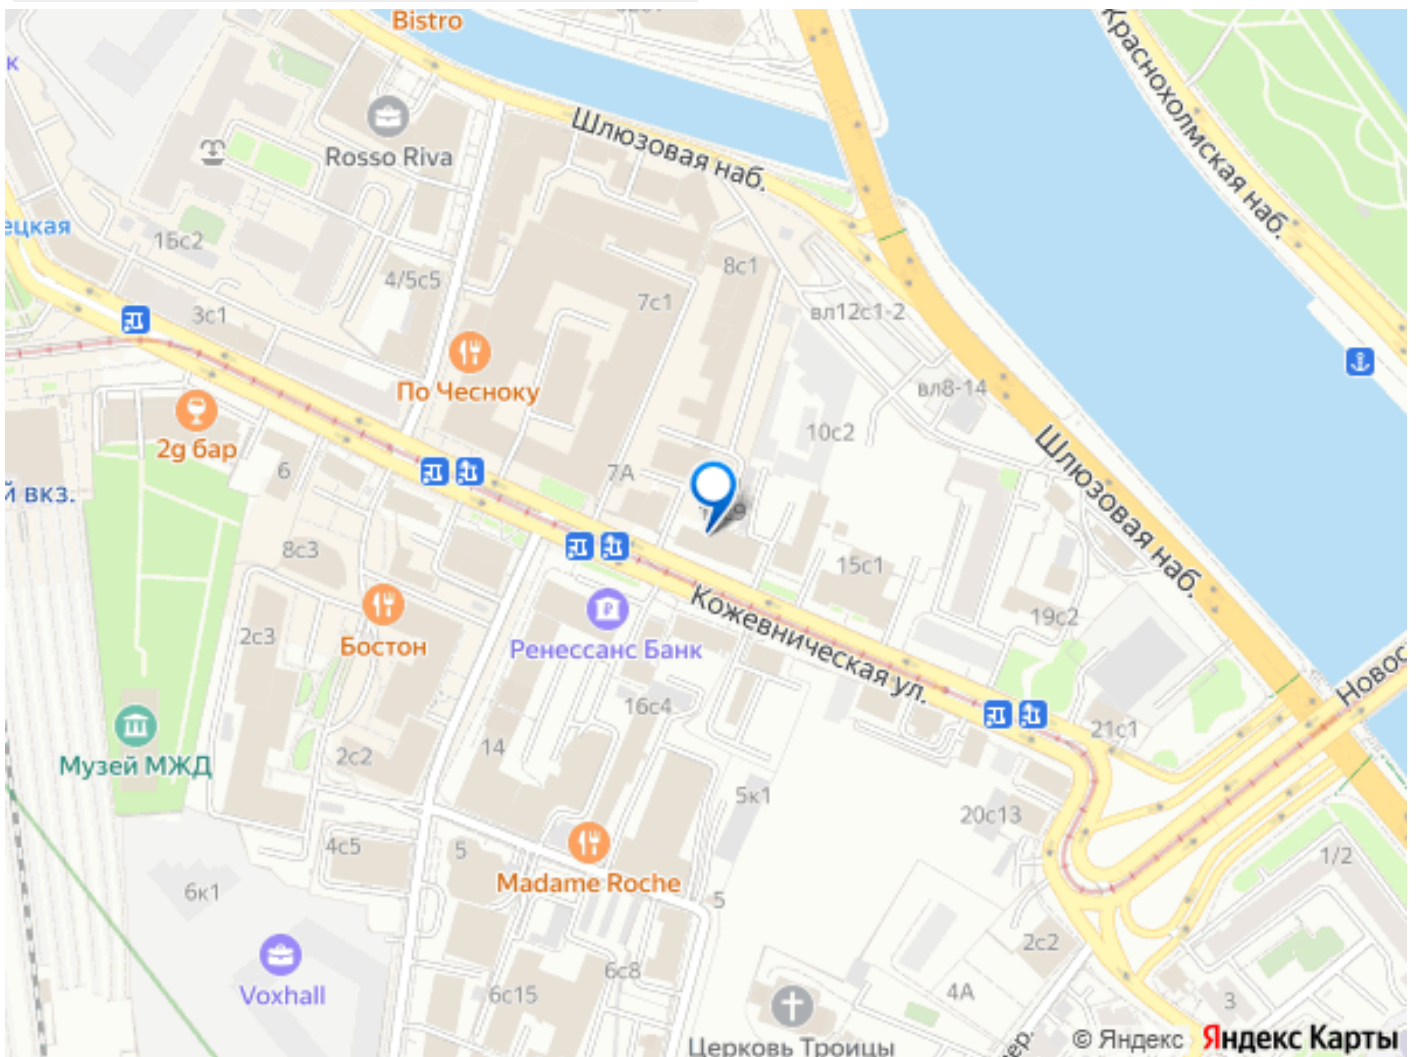 Bistro
к
Rosso Riva
Шлюзовая наб.
Краснохолмская наб.
ецкая
1Бс2
4/5с5
8с1
7с1
вл12с1-2
3с1
По Чесноку
вл8-14
2g бар
10с2
Шлюзовая наб.
6
7А
й вкз.
8с3
15с1
Кожевническая ул.
2с3
Бостон
Ренессанс Банк
19с2
Новос
16с4
21с1
14
2с2
Музей МЖД
5к1
20с13
4с5
5
1/2
Madame Roche
6к1
5
2с2
6с8
Voxhall
6с15
4А
3
Церковь Троицы
пер.
© Яндекс Яндекс Карты